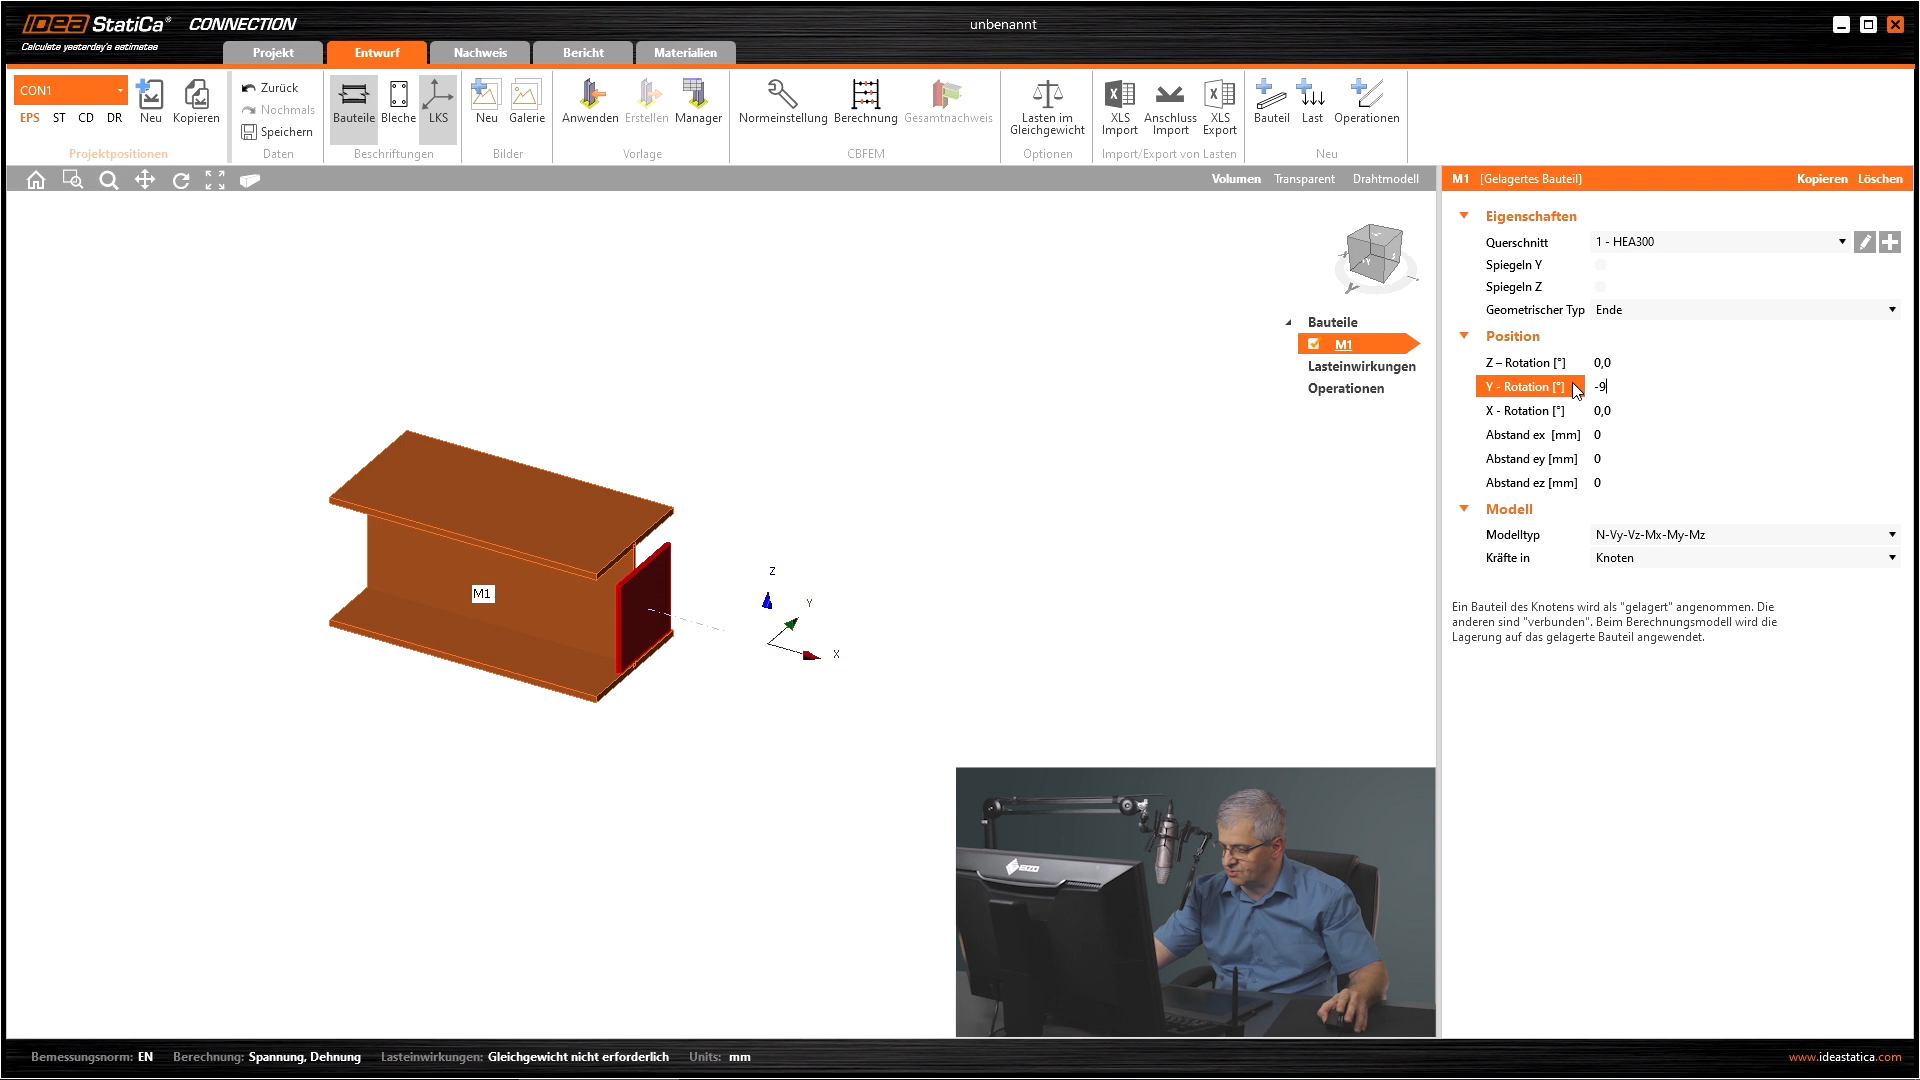 IDEA StatiCa® CONNECTION
Calculate yesterday's estimates
unbenannt
Projekt Entwurf Nachweis Bericht Materialien
CON1
EPS ST CD DR
Neu Kopieren
Projektpositionen
Zurück
Nochmals
Speichern
Daten
Bauteile Bleche LKS
Beschriftungen
Neu Galerie
Bilder
Anwenden Erstellen Manager
Vorlage
Normeinstellung Berechnung Gesamtnachweis
CBFEM
Lasten im
Gleichgewicht
Optionen
XLS Import
Anschluss Import
XLS Export
Import/Export von Lasten
Bauteil Last Operationen
Neu
Volumen Transparent Drahtmodell
Bauteile
M1
Lasteinwirkungen
Operationen
M1
Z
Y
X
EIZO
M1 [Gelagertes Bauteil] Kopieren Löschen
Eigenschaften
Querschnitt 1 - HEA300
Spiegeln Y
Spiegeln Z
Geometrischer Typ Ende
Position
Z – Rotation [°] 0,0
Y - Rotation [°] -9
X - Rotation [°] 0,0
Abstand ex [mm] 0
Abstand ey [mm] 0
Abstand ez [mm] 0
Modell
Modelltyp N-Vy-Vz-Mx-My-Mz
Kräfte in Knoten
Ein Bauteil des Knotens wird als "gelagert" angenommen. Die
anderen sind "verbunden". Beim Berechnungsmodell wird die
Lagerung auf das gelagerte Bauteil angewendet.
Bemessungsnorm: EN Berechnung: Spannung, Dehnung Lasteinwirkungen: Gleichgewicht nicht erforderlich Units: mm
www.ideastatica.com